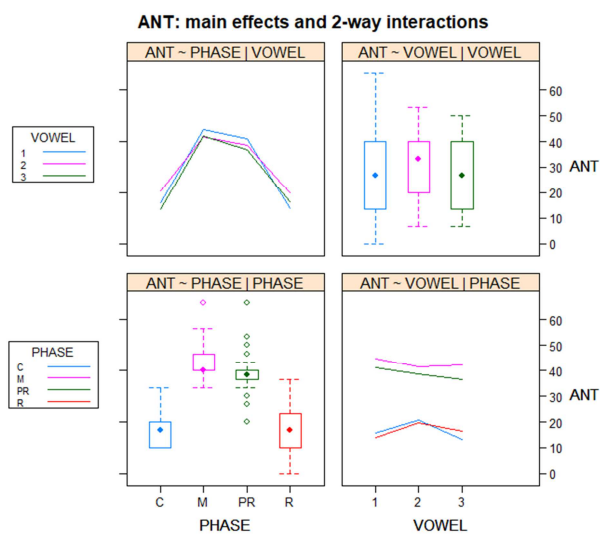 ANT: main effects and 2-way interactions
ANT ~ PHASE | VOWEL
ANT ~ VOWEL | VOWEL
VOWEL
1
2
3
60
50
40
30
20
10
0
ANT
ANT ~ PHASE | PHASE
ANT ~ VOWEL | PHASE
PHASE
C
M
PR
R
60
50
40
30
20
10
0
ANT
C M PR R
1 2 3
PHASE
VOWEL